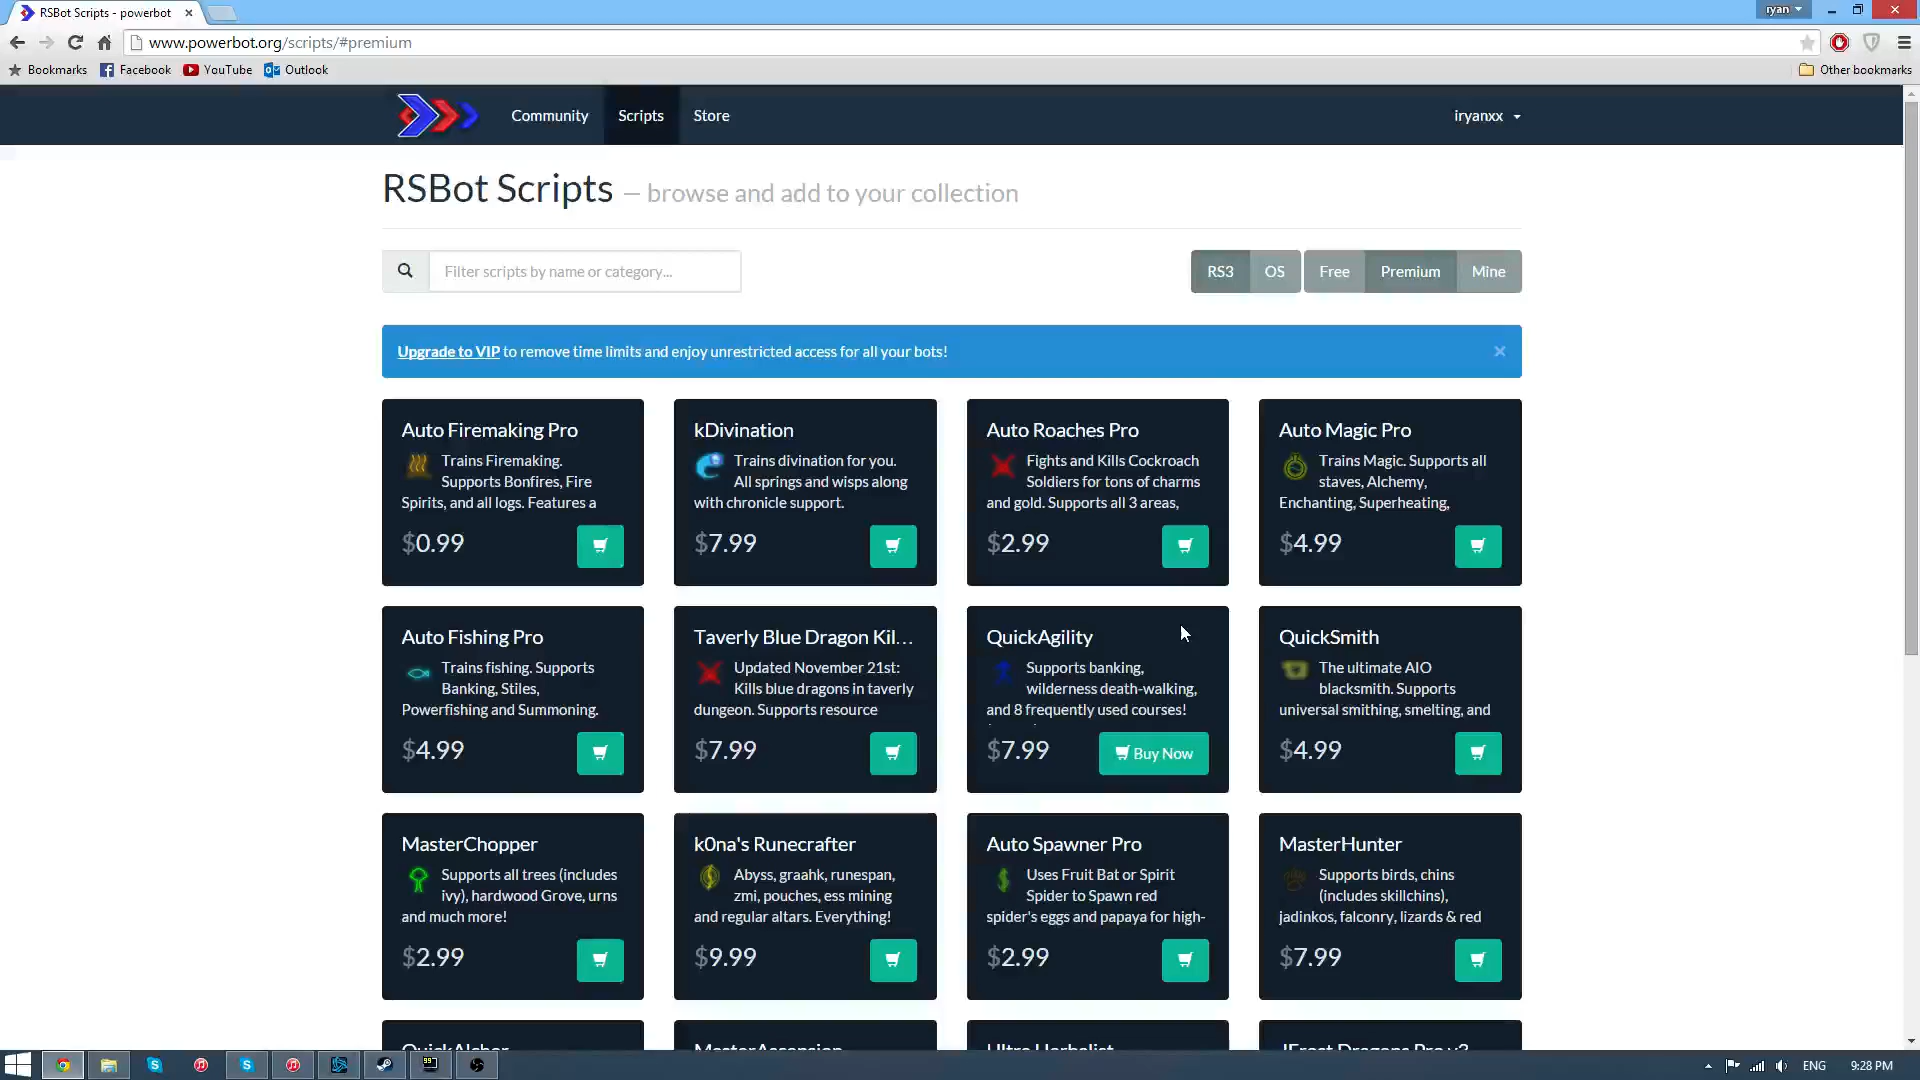 RSBot Scripts - powerbot
ryan
www.powerbot.org/scripts/#premium
Bookmarks
Facebook
YouTube
Outlook
Other bookmarks
Community
Scripts
Store
iryanxx
RSBot Scripts — browse and add to your collection
Filter scripts by name or category...
RS3
OS
Free
Premium
Mine
Upgrade to VIP to remove time limits and enjoy unrestricted access for all your bots!
×
Auto Firemaking Pro
Trains Firemaking.
Supports Bonfires, Fire
Spirits, and all logs. Features a
$0.99
kDivination
Trains divination for you.
All springs and wisps along
with chronicle support.
$7.99
Auto Roaches Pro
Fights and Kills Cockroach
Soldiers for tons of charms
and gold. Supports all 3 areas,
$2.99
Auto Magic Pro
Trains Magic. Supports all
staves, Alchemy,
Enchanting, Superheating,
$4.99
Auto Fishing Pro
Trains fishing. Supports
Banking, Stiles,
Powerfishing and Summoning.
$4.99
Taverly Blue Dragon Kil...
Updated November 21st:
Kills blue dragons in taverly
dungeon. Supports resource
$7.99
QuickAgility
Supports banking,
wilderness death-walking,
and 8 frequently used courses!
$7.99
Buy Now
QuickSmith
The ultimate AIO
blacksmith. Supports
universal smithing, smelting, and
$4.99
MasterChopper
Supports all trees (includes
ivy), hardwood Grove, urns
and much more!
$2.99
k0na's Runecrafter
Abyss, graahk, runespan,
zmi, pouches, ess mining
and regular altars. Everything!
$9.99
Auto Spawner Pro
Uses Fruit Bat or Spirit
Spider to Spawn red
spider's eggs and papaya for high-
$2.99
MasterHunter
Supports birds, chins
(includes skillchins),
jadinkos, falconry, lizards & red
$7.99
QuickAlcher
MasterAscension
Ultra Herbalist
ENG
9:28 PM